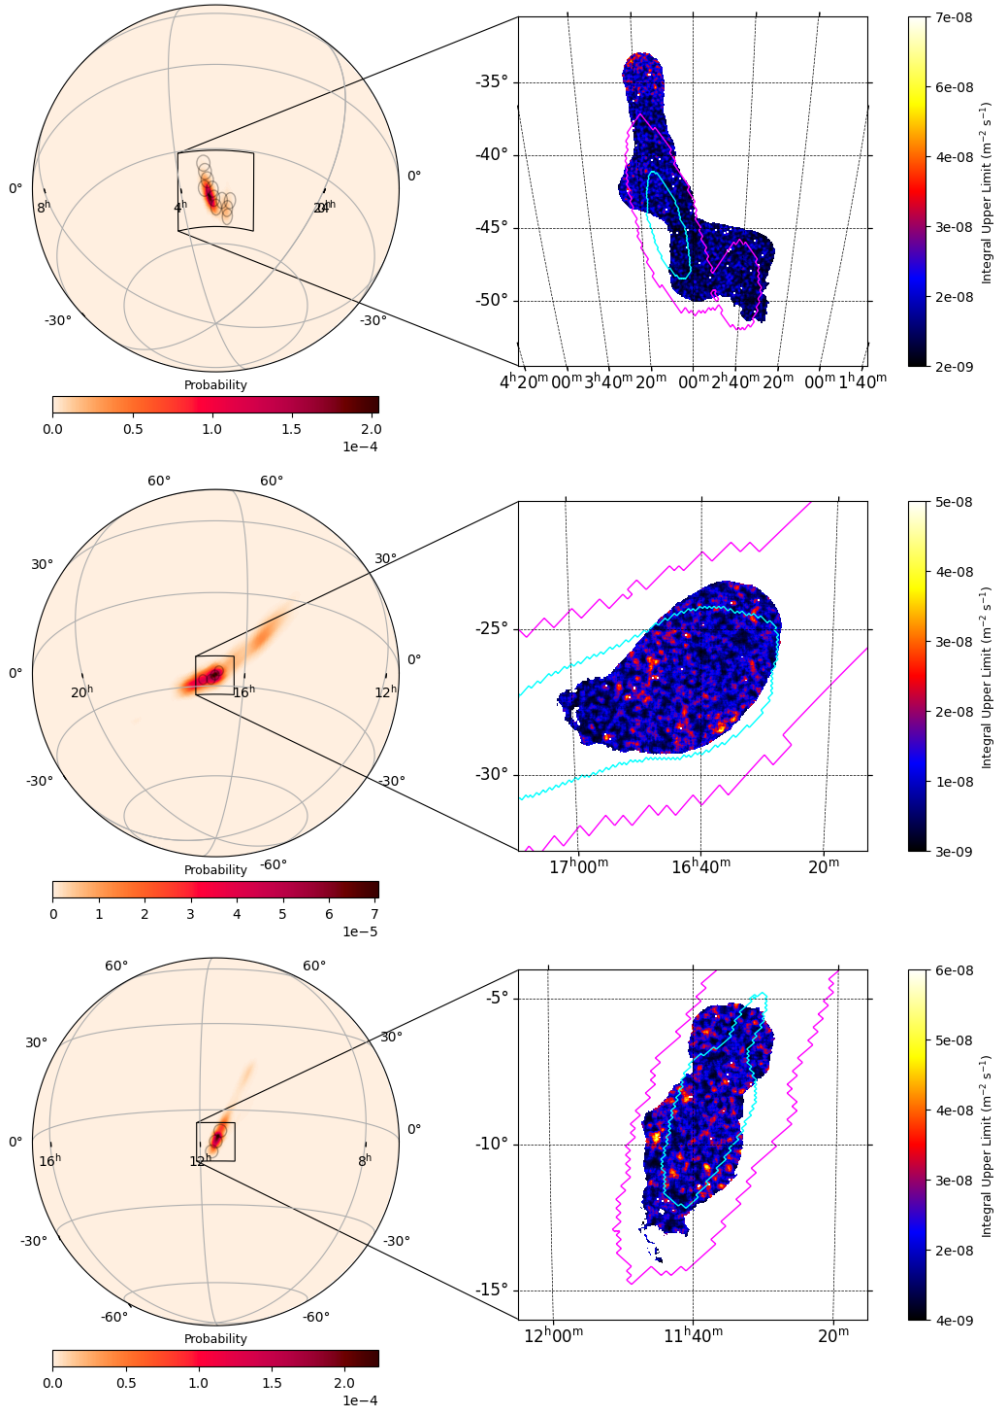 0°
8ʰ
4ʰ
0°
-30°
-30°
Probability
0.0 0.5 1.0 1.5 2.0
1e−4
-35°
-40°
-45°
-50°
4ʰ20ᵐ 00ᵐ 3ʰ40ᵐ 20ᵐ 00ᵐ 2ʰ40ᵐ 20ᵐ 00ᵐ 1ʰ40ᵐ
7e-08
6e-08
5e-08
4e-08
3e-08
3e-08
2e-08
2e-09
Integral Upper Limit (m⁻² s⁻¹)
60° 60°
30° 30°
0° 0°
20ʰ 16ʰ 12ʰ
-30° -30°
-60°
Probability
0 1 2 3 4 5 6 7
1e−5
-25°
-30°
17ʰ00ᵐ 16ʰ40ᵐ 20ᵐ
5e-08
4e-08
3e-08
2e-08
1e-08
3e-09
Integral Upper Limit (m⁻² s⁻¹)
60° 60°
30° 30°
0° 0°
16ʰ 12ʰ 8ʰ
-30° -30°
-60° -60°
Probability
0.0 0.5 1.0 1.5 2.0
1e−4
-5°
-10°
-15°
12ʰ00ᵐ 11ʰ40ᵐ 20ᵐ
6e-08
5e-08
4e-08
3e-08
2e-08
4e-09
Integral Upper Limit (m⁻² s⁻¹)